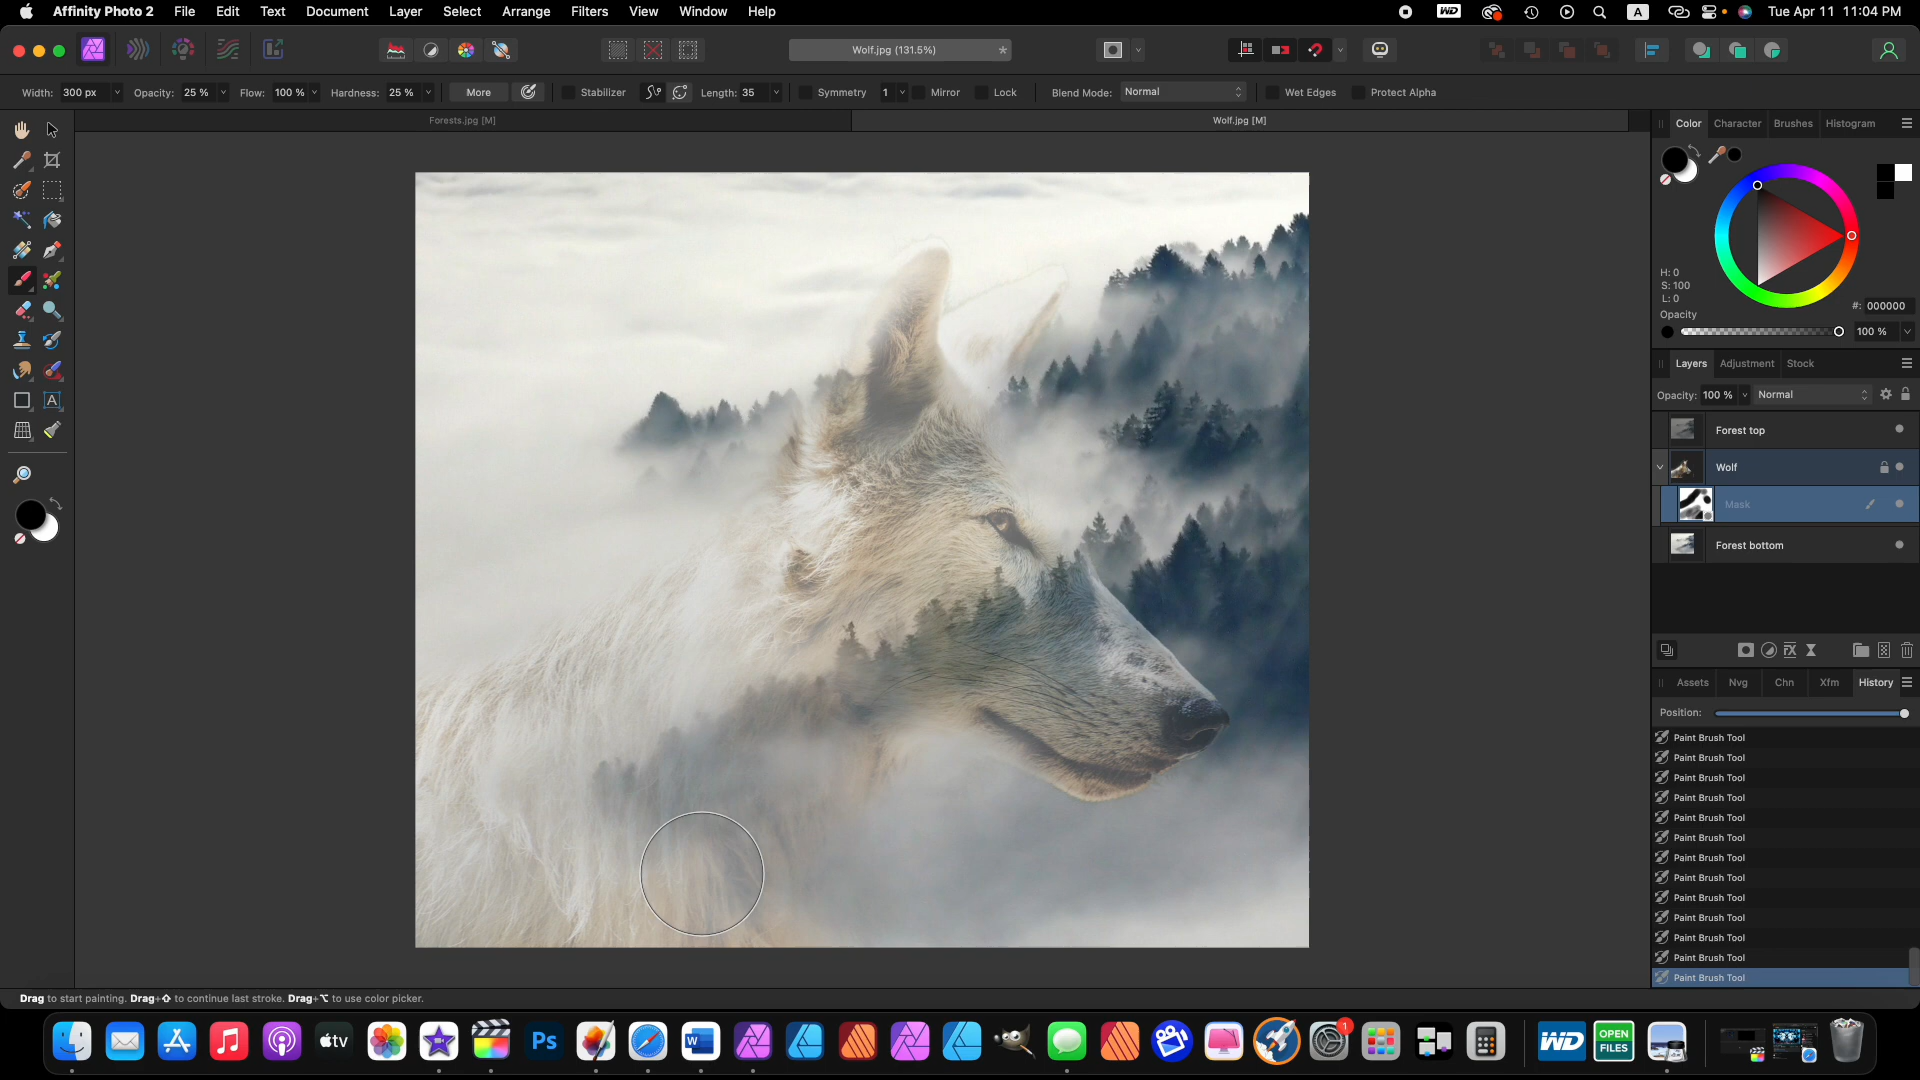 Affinity Photo 2 File Edit Text Document Layer Select Arrange Filters View Window Help WD A Tue Apr 11 11:04 PM
Wolf.jpg (131.5%) *
Width: 300 px Opacity: 25 % Flow: 100 % Hardness: 25 % More Stabilizer Length: 35 Symmetry 1 Mirror Lock Blend Mode: Normal Wet Edges Protect Alpha
Forests.jpg [M] Wolf.jpg [M]
Color Character Brushes Histogram
H: 0
S: 100
L: 0
#: 000000
Opacity
100 %
Layers Adjustment Stock
Opacity: 100 % Normal
Forest top
Wolf
Mask
Forest bottom
Assets Nvg Chn Xfm History
Position:
Paint Brush Tool
Paint Brush Tool
Paint Brush Tool
Paint Brush Tool
Paint Brush Tool
Paint Brush Tool
Paint Brush Tool
Paint Brush Tool
Paint Brush Tool
Paint Brush Tool
Paint Brush Tool
Paint Brush Tool
Paint Brush Tool
Drag to start painting. Drag+⇧ to continue last stroke. Drag+⌥ to use color picker.
tv Ps W 1 WD OPEN FILES